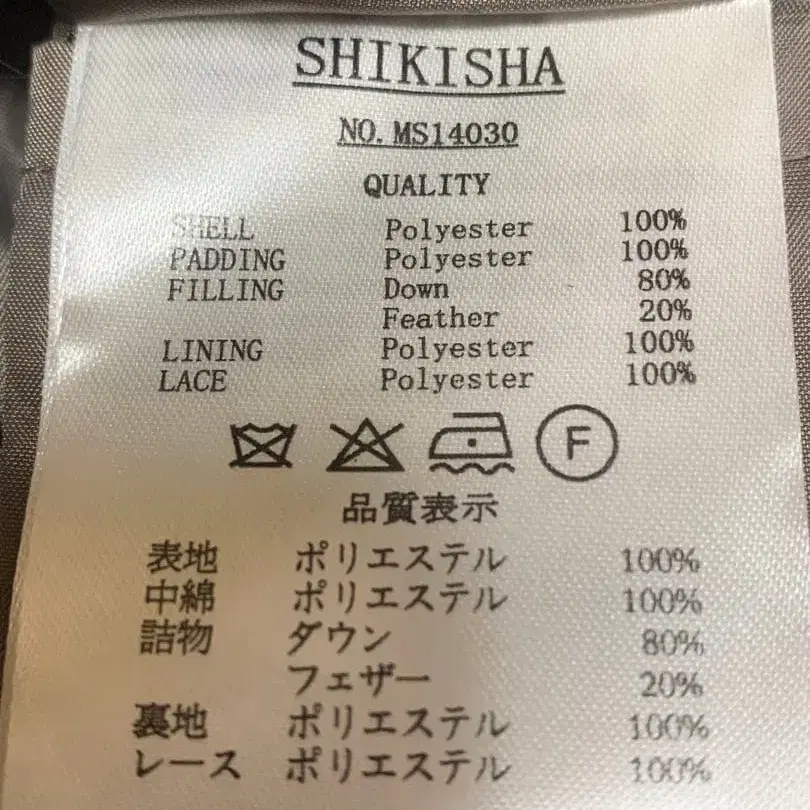 SHIKISHA
NO. MS14030
QUALITY
SHELL Polyester 100%
PADDING Polyester 100%
FILLING Down 80%
Feather 20%
LINING Polyester 100%
LACE Polyester 100%
F
品質表示
表地 ポリエステル 100%
中綿 ポリエステル 100%
詰物 ダウン 80%
フェザー 20%
裏地 ポリエステル 100%
レース ポリエステル 100%